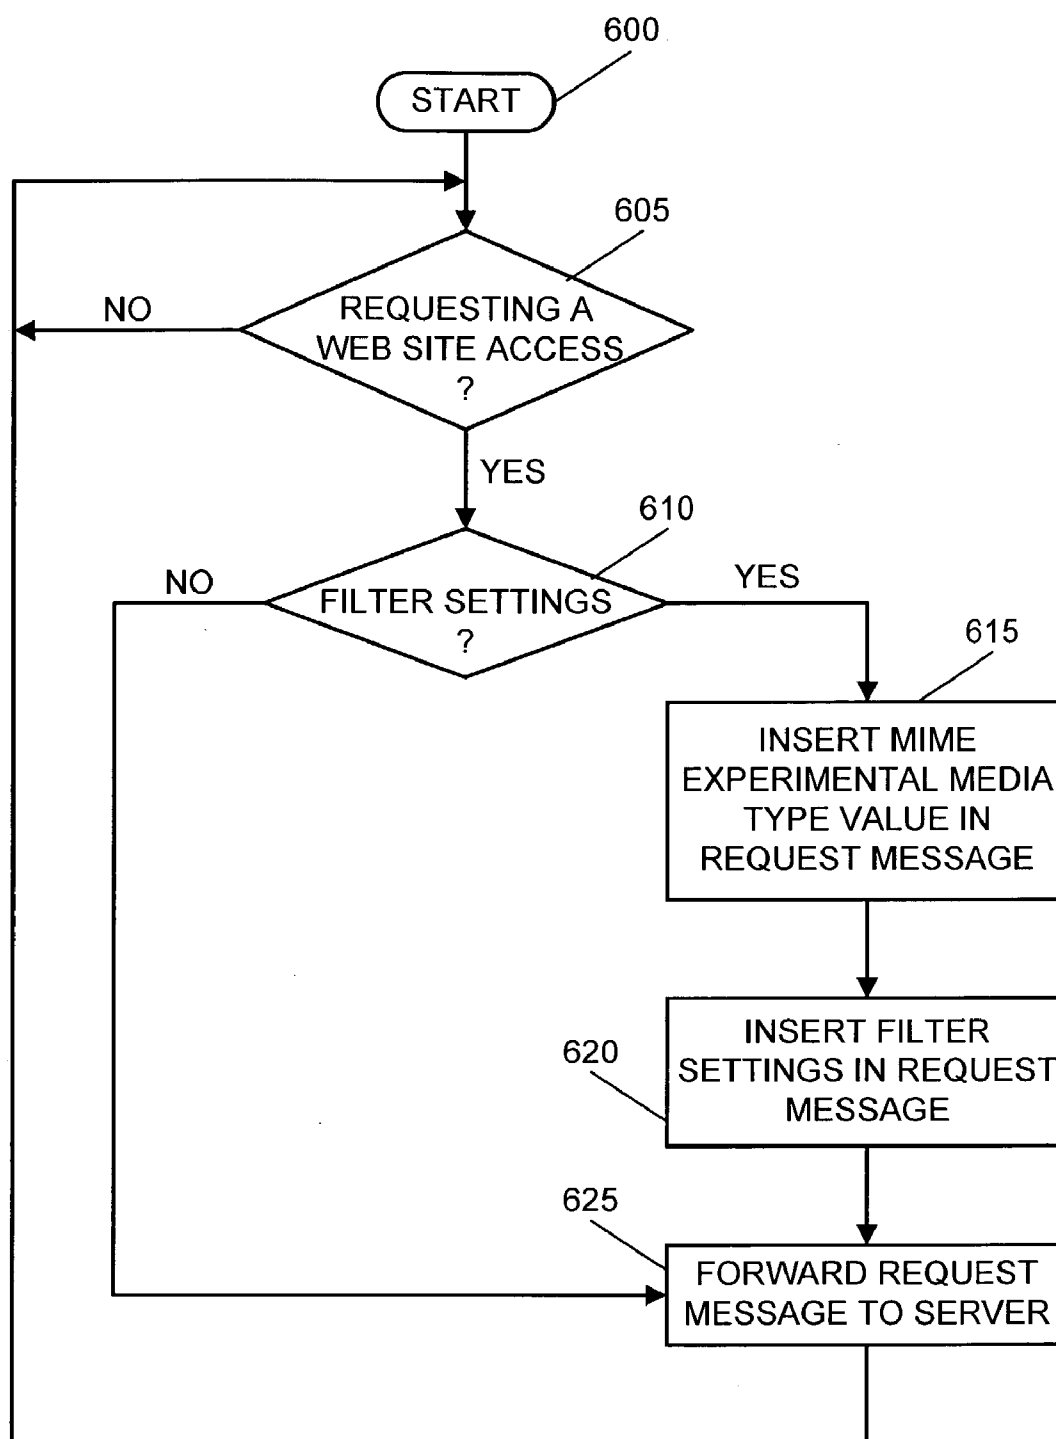 600
START
605
REQUESTING A
WEB SITE ACCESS
?
NO
YES
610
FILTER SETTINGS
?
NO
YES
615
INSERT MIME
EXPERIMENTAL MEDIA
TYPE VALUE IN
REQUEST MESSAGE
620
INSERT FILTER
SETTINGS IN REQUEST
MESSAGE
625
FORWARD REQUEST
MESSAGE TO SERVER